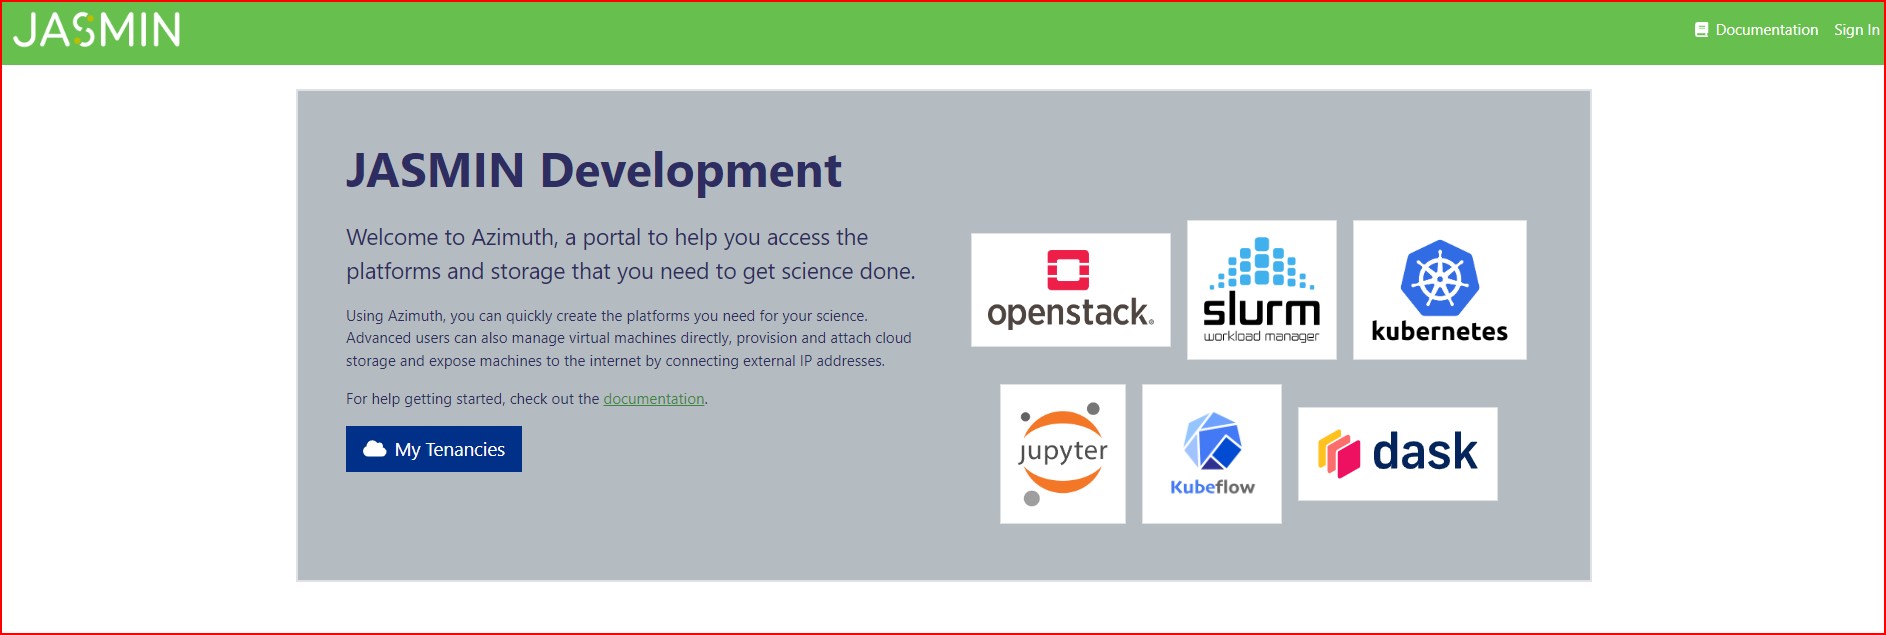 JASMIN
Documentation
Sign In
JASMIN Development
Welcome to Azimuth, a portal to help you access the
platforms and storage that you need to get science done.
Using Azimuth, you can quickly create the platforms you need for your science.
Advanced users can also manage virtual machines directly, provision and attach cloud
storage and expose machines to the internet by connecting external IP addresses.
For help getting started, check out the documentation.
My Tenancies
openstack.
slurm
workload manager
kubernetes
jupyter
Kubeflow
dask